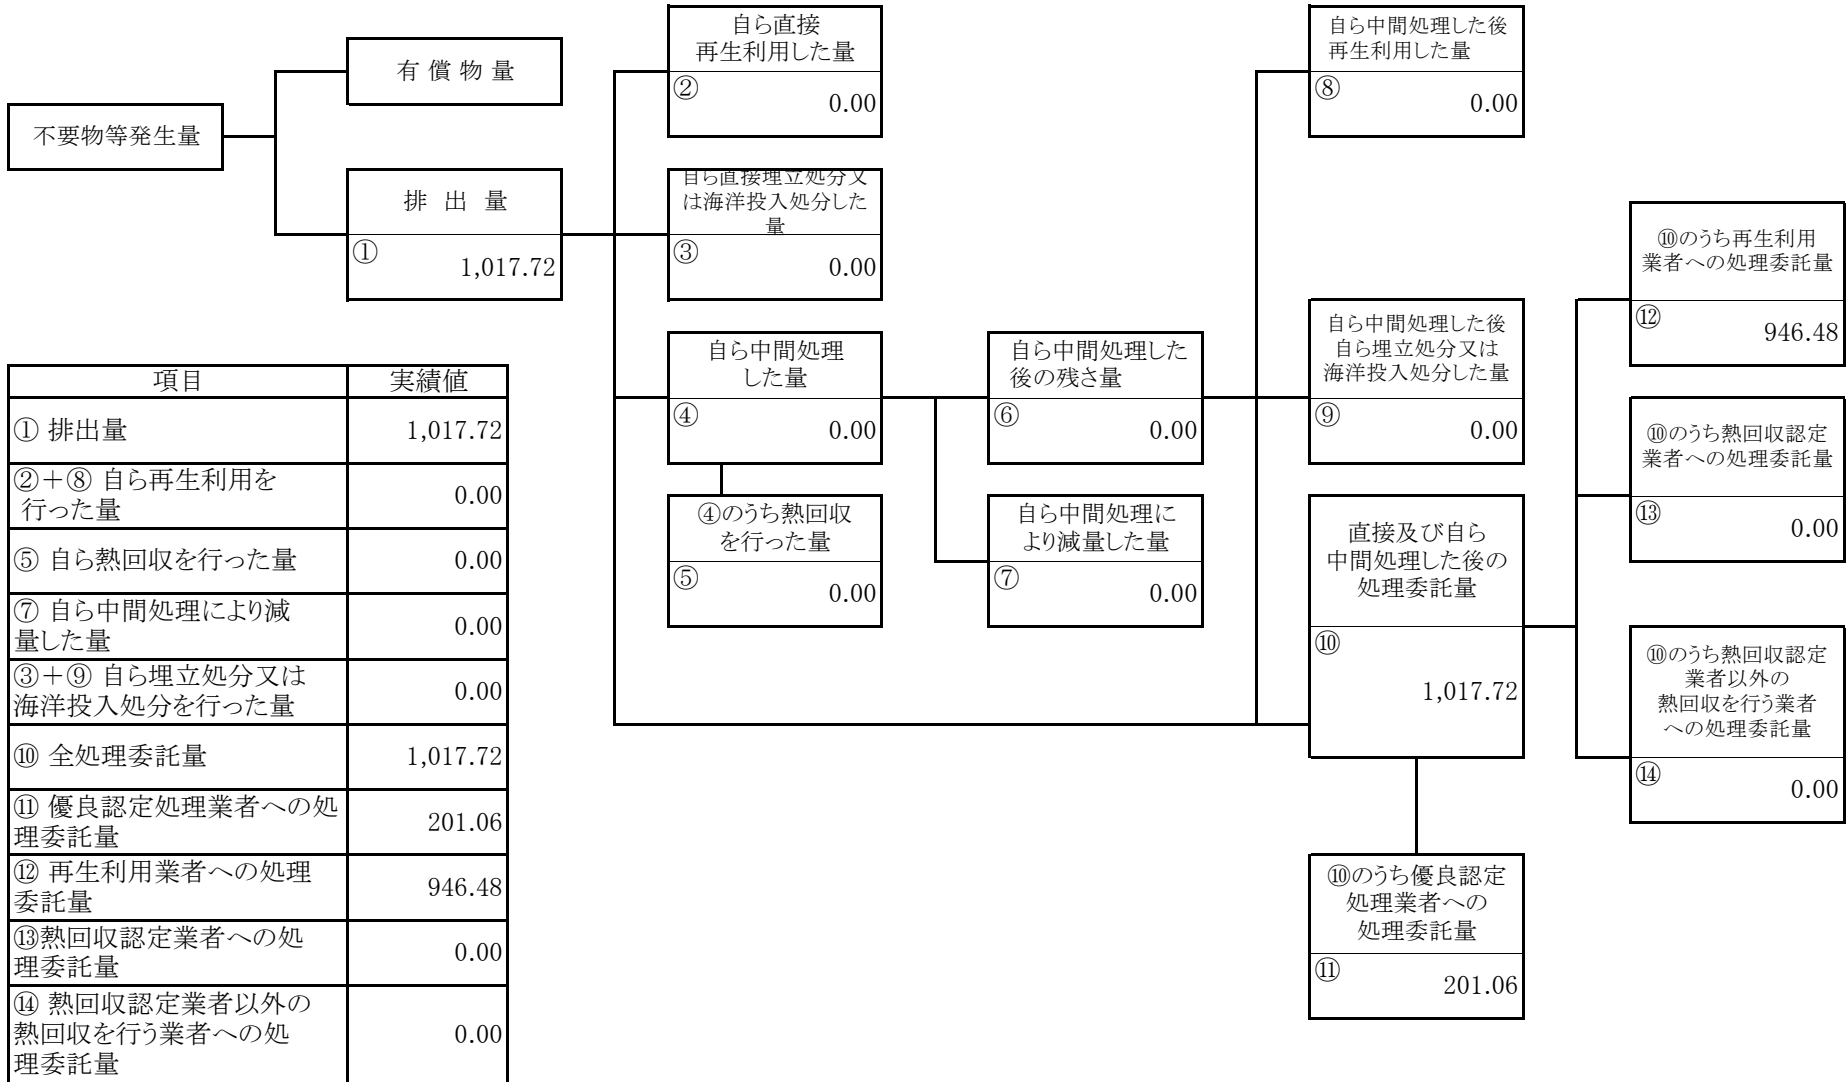 不要物等発生量
有 償 物 量
排 出 量
①
1,017.72
自ら直接
再生利用した量
②
0.00
自ら直接埋立処分又
は海洋投入処分した
量
③
0.00
自ら中間処理
した量
④
0.00
④のうち熱回収
を行った量
⑤
0.00
自ら中間処理した
後の残さ量
⑥
0.00
自ら中間処理に
より減量した量
⑦
0.00
自ら中間処理した後
再生利用した量
⑧
0.00
自ら中間処理した後
自ら埋立処分又は
海洋投入処分した量
⑨
0.00
直接及び自ら
中間処理した後の
処理委託量
⑩
1,017.72
⑩のうち優良認定
処理業者への
処理委託量
⑪
201.06
⑩のうち再生利用
業者への処理委託量
⑫
946.48
⑩のうち熱回収認定
業者への処理委託量
⑬
0.00
⑩のうち熱回収認定
業者以外の
熱回収を行う業者
への処理委託量
⑭
0.00
項目 実績値
① 排出量 1,017.72
②+⑧ 自ら再生利用を
行った量 0.00
⑤ 自ら熱回収を行った量 0.00
⑦ 自ら中間処理により減
量した量 0.00
③+⑨ 自ら埋立処分又は
海洋投入処分を行った量 0.00
⑩ 全処理委託量 1,017.72
⑪ 優良認定処理業者への処
理委託量 201.06
⑫ 再生利用業者への処理
委託量 946.48
⑬熱回収認定業者への処
理委託量 0.00
⑭ 熱回収認定業者以外の
熱回収を行う業者への処
理委託量 0.00